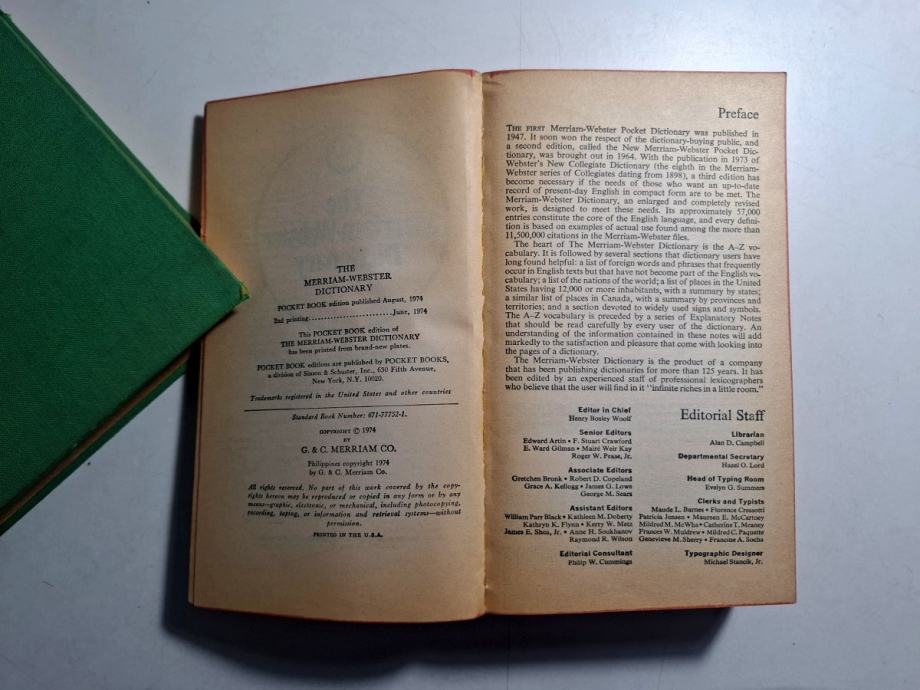 THE
MERRIAM-WEBSTER
DICTIONARY
POCKET BOOK edition published August, 1974
2nd printing........................June, 1974
This POCKET BOOK edition of
THE MERRIAM-WEBSTER DICTIONARY
has been printed from brand-new plates.
POCKET BOOK editions are published by POCKET BOOKS,
a division of Simon & Schuster, Inc., 630 Fifth Avenue,
New York, N.Y. 10020.
Trademarks registered in the United States and other countries
Standard Book Number: 671-77752-1.
COPYRIGHT © 1974
BY
G. & C. MERRIAM CO.
Philippines copyright 1974
by G. & C. Merriam Co.
All rights reserved. No part of this work covered by the copy-
rights hereon may be reproduced or copied in any form or by any
means—graphic, electronic, or mechanical, including photocopying,
recording, taping, or information and retrieval systems—without
permission.
PRINTED IN THE U.S.A.
Preface
THE FIRST Merriam-Webster Pocket Dictionary was published in
1947. It soon won the respect of the dictionary-buying public, and
a second edition, called the New Merriam-Webster Pocket Dic-
tionary, was brought out in 1964. With the publication in 1973 of
Webster's New Collegiate Dictionary (the eighth in the Merriam-
Webster series of Collegiates dating from 1898), a third edition has
become necessary if the needs of those who want an up-to-date
record of present-day English in compact form are to be met. The
Merriam-Webster Dictionary, an enlarged and completely revised
work, is designed to meet these needs. Its approximately 57,000
entries constitute the core of the English language, and every defini-
tion is based on examples of actual use found among the more than
11,500,000 citations in the Merriam-Webster files.
The heart of The Merriam-Webster Dictionary is the A–Z vo-
cabulary. It is followed by several sections that dictionary users have
long found helpful: a list of foreign words and phrases that frequently
occur in English texts but that have not become part of the English vo-
cabulary; a list of the nations of the world; a list of places in the United
States having 12,000 or more inhabitants, with a summary by states;
a similar list of places in Canada, with a summary by provinces and
territories; and a section devoted to widely used signs and symbols.
The A–Z vocabulary is preceded by a series of Explanatory Notes
that should be read carefully by every user of the dictionary. An
understanding of the information contained in these notes will add
markedly to the satisfaction and pleasure that come with looking into
the pages of a dictionary.
The Merriam-Webster Dictionary is the product of a company
that has been publishing dictionaries for more than 125 years. It has
been edited by an experienced staff of professional lexicographers
who believe that the user will find in it "infinite riches in a little room."
Editorial Staff
Editor in Chief
Henry Bosley Woolf
Senior Editors
Edward Artin • F. Stuart Crawford
E. Ward Gilman • Mairé Weir Kay
Roger W. Pease, Jr.
Associate Editors
Gretchen Brunk • Robert D. Copeland
Grace A. Kellogg • James G. Lowe
George M. Sears
Assistant Editors
William Parr Black • Kathleen M. Doherty
Kathryn K. Flynn • Kerry W. Metz
James E. Shea, Jr. • Anne H. Soukhanov
Raymond R. Wilson
Editorial Consultant
Philip W. Cummings
Librarian
Alan D. Campbell
Departmental Secretary
Hazel O. Lord
Head of Typing Room
Evelyn G. Summers
Clerks and Typists
Maude L. Barnes • Florence Cressotti
Patricia Jensen • Maureen E. McCartney
Mildred M. McWha • Catherine T. Meaney
Frances W. Muldrew • Mildred C. Paquette
Genevieve M. Sherry • Francine A. Socha
Typographic Designer
Michael Stancik, Jr.